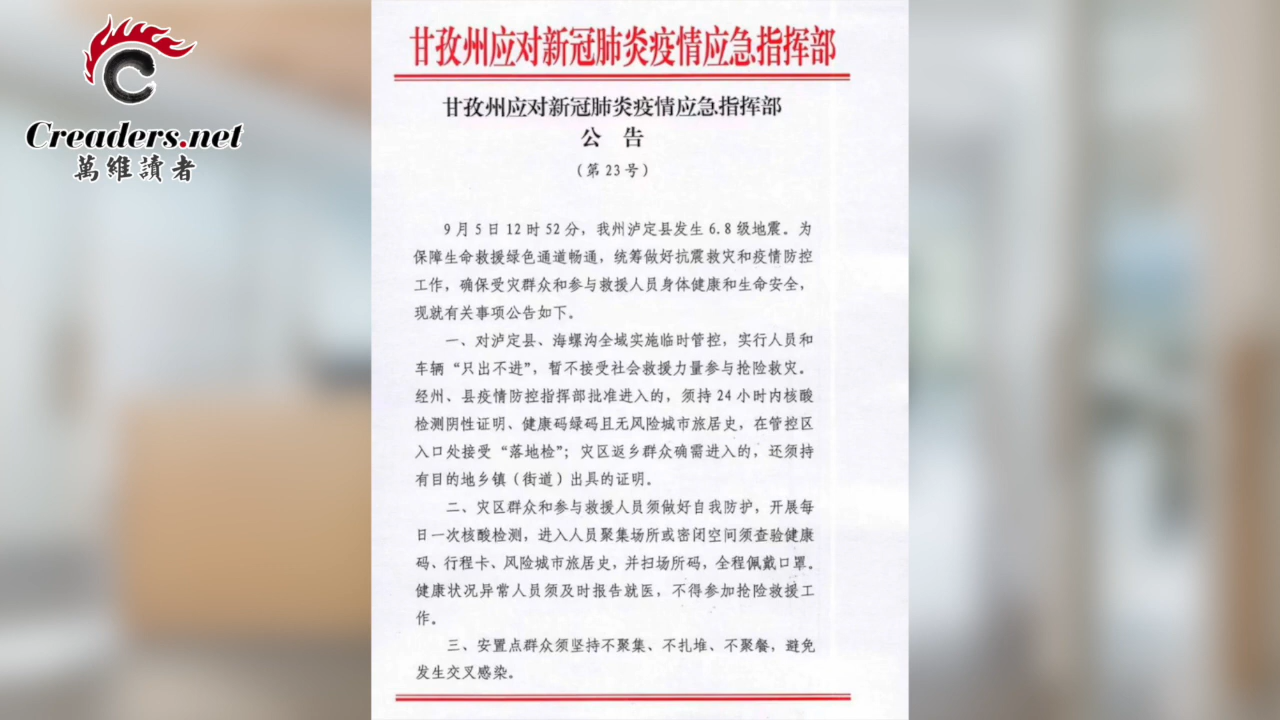 Creaders.net
萬維讀者
甘孜州应对新冠肺炎疫情应急指挥部
甘孜州应对新冠肺炎疫情应急指挥部
公 告
（第 23 号）
9 月 5 日 12 时 52 分，我州泸定县发生 6.8 级地震。为
保障生命救援绿色通道畅通，统筹做好抗震救灾和疫情防控
工作，确保受灾群众和参与救援人员身体健康和生命安全，
现就有关事项公告如下。
一、对泸定县、海螺沟全域实施临时管控，实行人员和
车辆“只出不进”，暂不接受社会救援力量参与抢险救灾。
经州、县疫情防控指挥部批准进入的，须持 24 小时内核酸
检测阴性证明、健康码绿码且无风险城市旅居史，在管控区
入口处接受“落地检”；灾区返乡群众确需进入的，还须持
有目的地乡镇（街道）出具的证明。
二、灾区群众和参与救援人员须做好自我防护，开展每
日一次核酸检测，进入人员聚集场所或密闭空间须查验健康
码、行程卡、风险城市旅居史，并扫场所码，全程佩戴口罩。
健康状况异常人员须及时报告就医，不得参加抢险救援工
作。
三、安置点群众须坚持不聚集、不扎堆、不聚餐，避免
发生交叉感染。